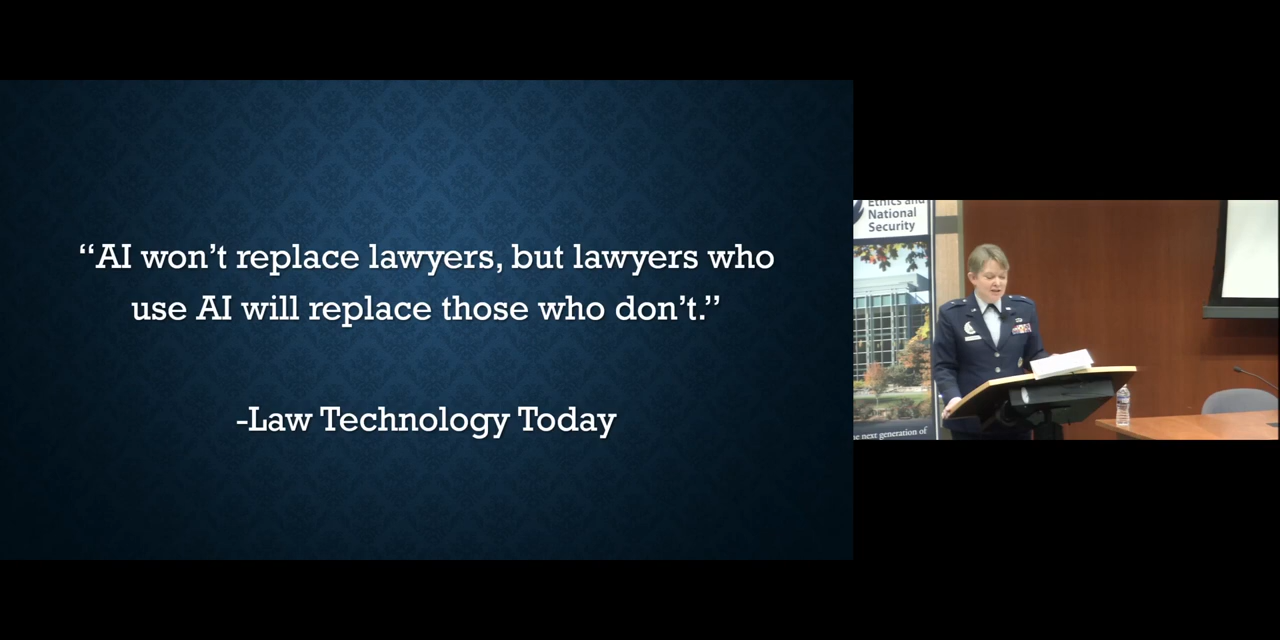 “AI won’t replace lawyers, but lawyers who
use AI will replace those who don’t.”
-Law Technology Today
Ethics and
National
Security
next generation of